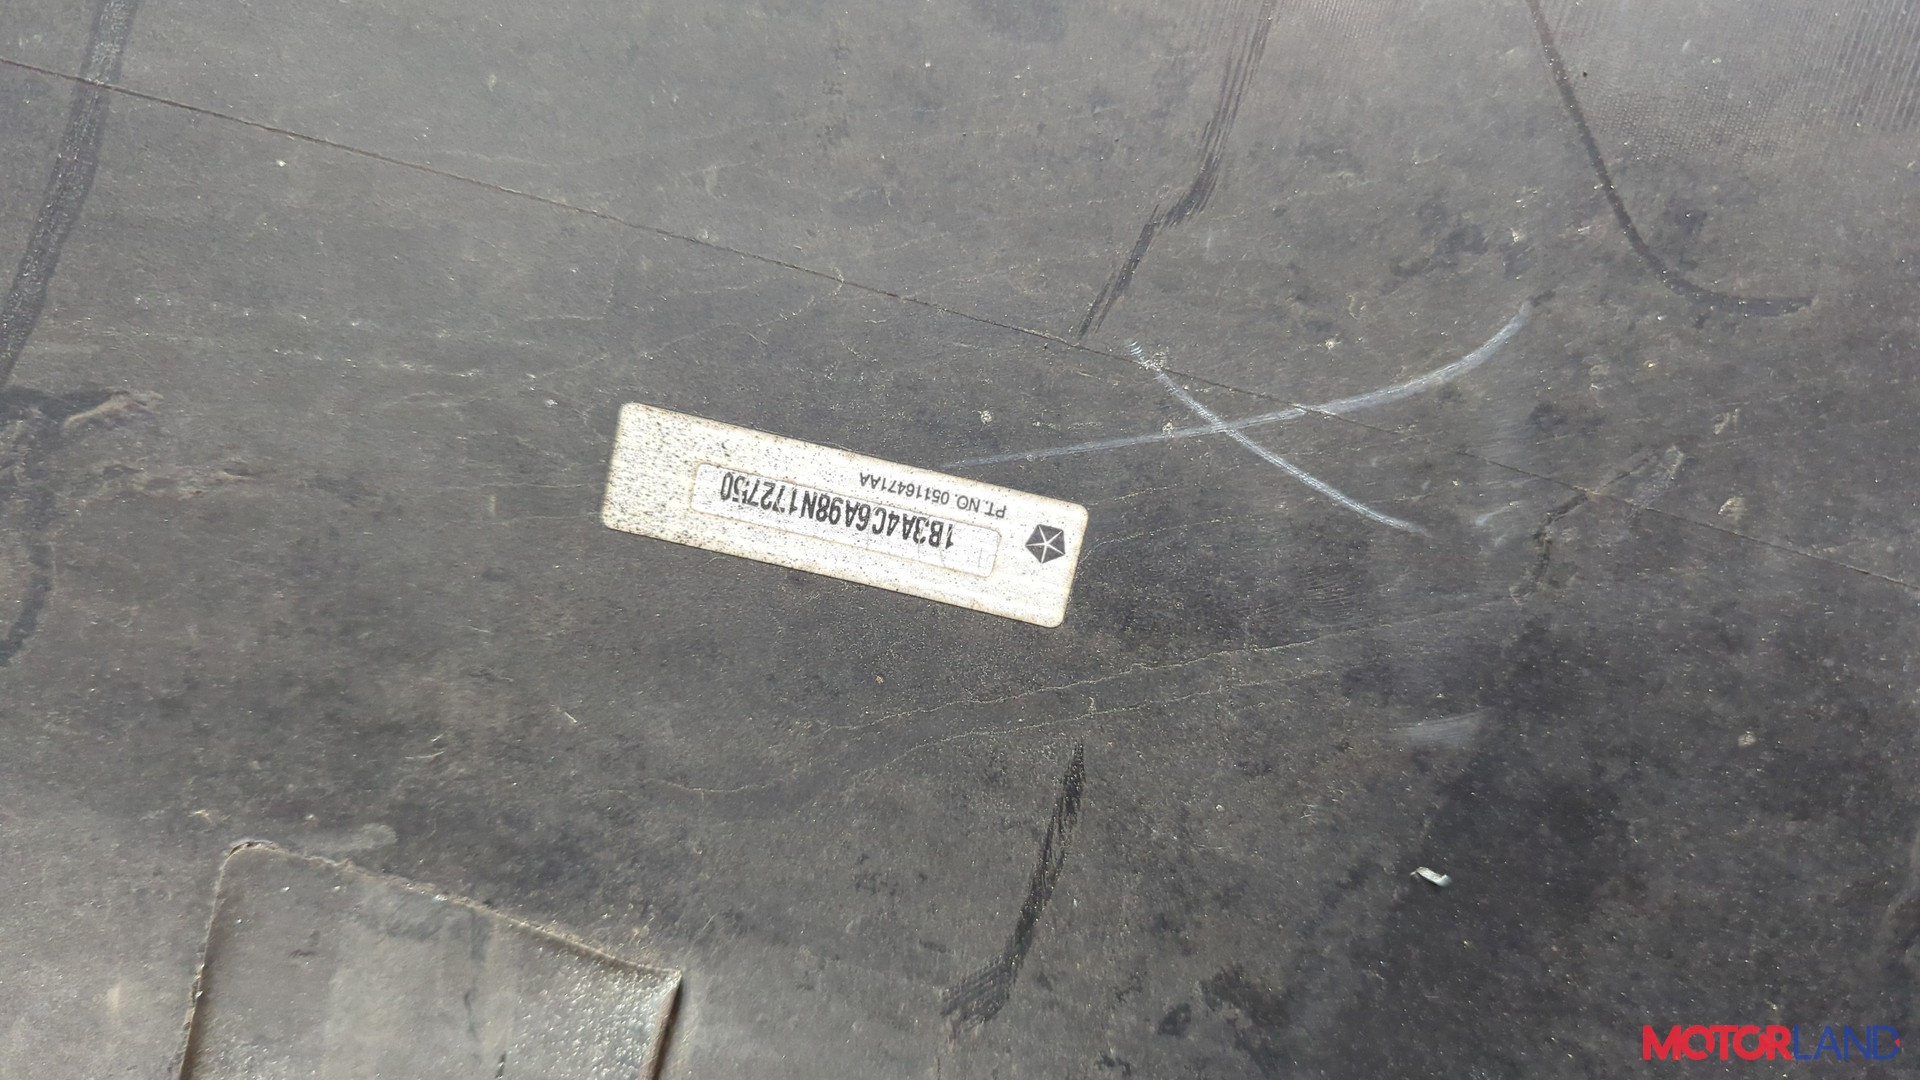 PT. NO. 05116471AA
1B3A4C6A98N172750
MOTORLAND